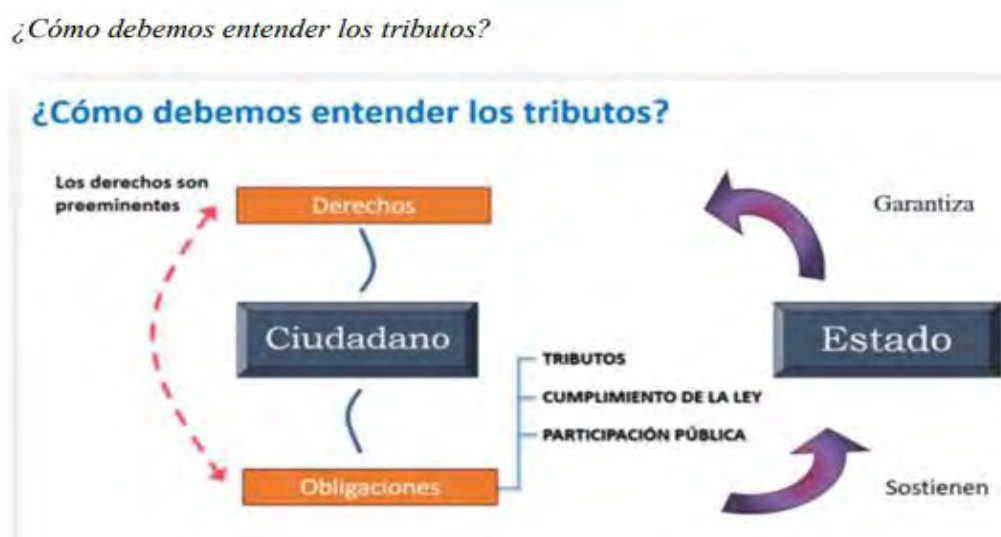 ¿Cómo debemos entender los tributos?
¿Cómo debemos entender los tributos?
Los derechos son
preeminentes
Derechos
Garantiza
Ciudadano
Estado
TRIBUTOS
CUMPLIMIENTO DE LA LEY
PARTICIPACIÓN PÚBLICA
Obligaciones
Sostienen